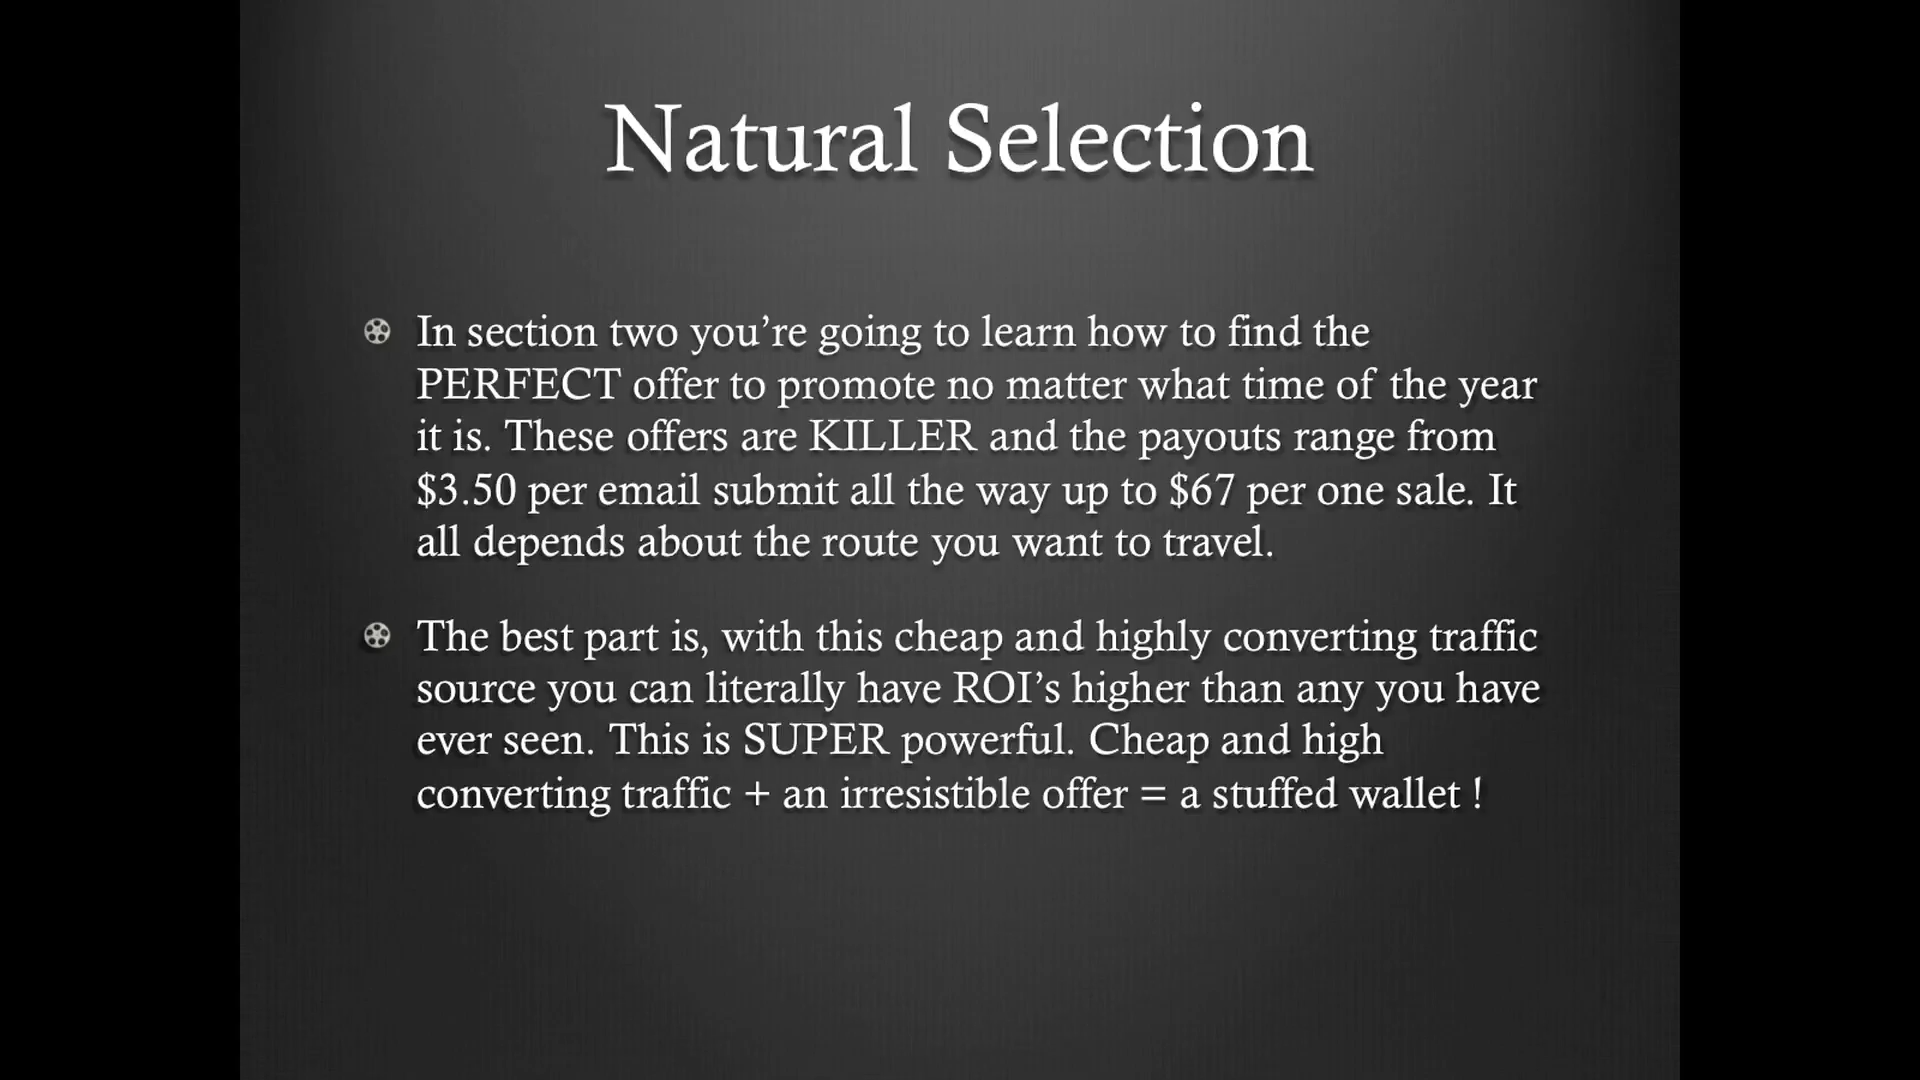 Natural Selection
In section two you’re going to learn how to find the
PERFECT offer to promote no matter what time of the year
it is. These offers are KILLER and the payouts range from
$3.50 per email submit all the way up to $67 per one sale. It
all depends about the route you want to travel.
The best part is, with this cheap and highly converting traffic
source you can literally have ROI’s higher than any you have
ever seen. This is SUPER powerful. Cheap and high
converting traffic + an irresistible offer = a stuffed wallet !